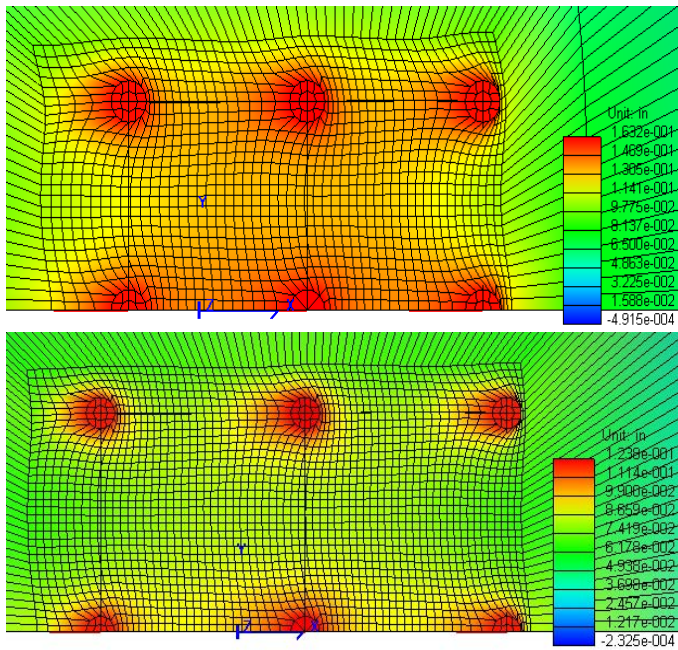 Unit: in
1.632e-001
1.469e-001
1.305e-001
1.141e-001
9.775e-002
8.137e-002
6.500e-002
4.863e-002
3.225e-002
1.588e-002
-4.915e-004
Y
Z X
Unit: in
1.238e-001
1.114e-001
9.900e-002
8.659e-002
7.419e-002
6.178e-002
4.938e-002
3.698e-002
2.457e-002
1.217e-002
-2.325e-004
Y
Z X